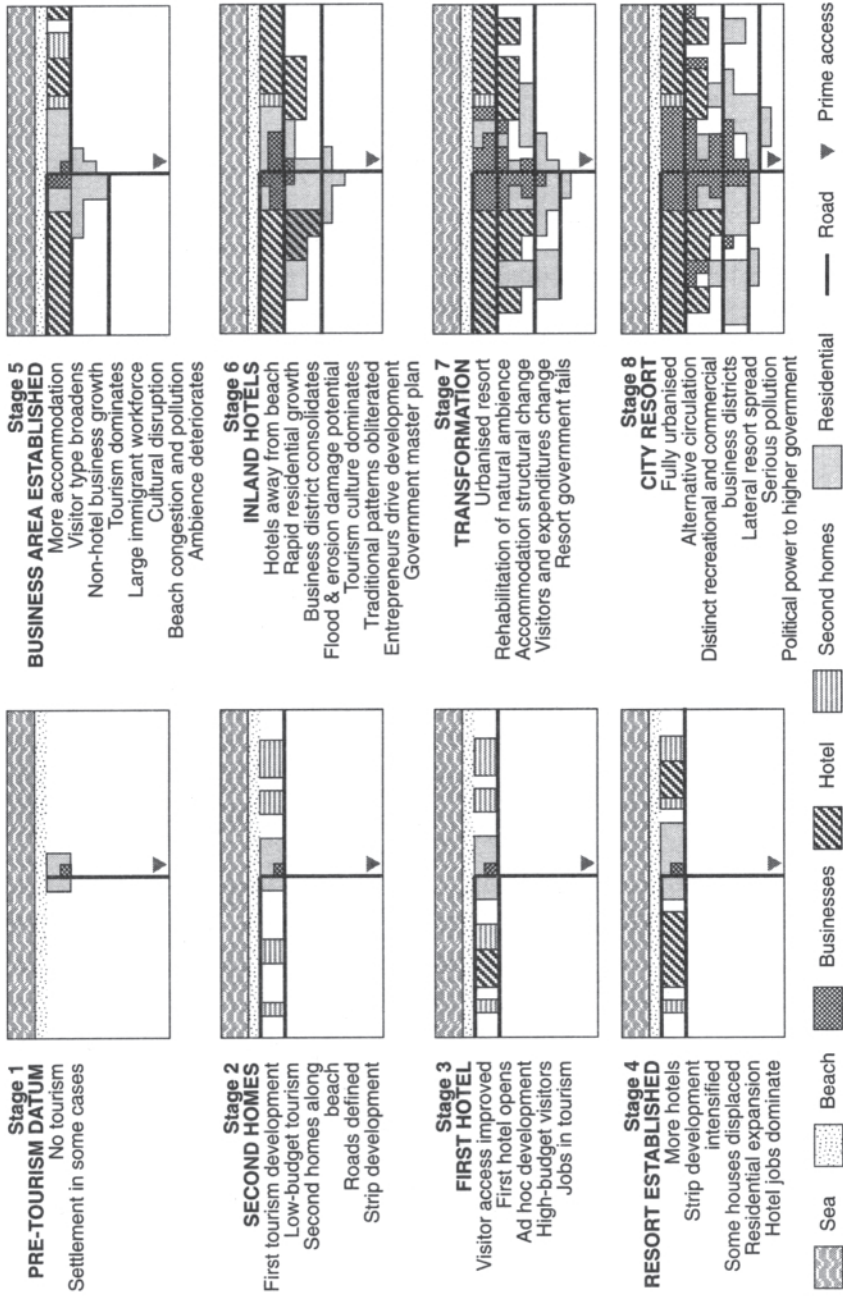 Stage 1
PRE-TOURISM DATUM
No tourism
Settlement in some cases
Stage 2
SECOND HOMES
First tourism development
Low-budget tourism
Second homes along
beach
Roads defined
Strip development
Stage 3
FIRST HOTEL
Visitor access improved
First hotel opens
Ad hoc development
High-budget visitors
Jobs in tourism
Stage 4
RESORT ESTABLISHED
More hotels
Strip development
intensified
Some houses displaced
Residential expansion
Hotel jobs dominate
Stage 5
BUSINESS AREA ESTABLISHED
More accommodation
Visitor type broadens
Non-hotel business growth
Tourism dominates
Large immigrant workforce
Cultural disruption
Beach congestion and pollution
Ambience deteriorates
Stage 6
INLAND HOTELS
Hotels away from beach
Rapid residential growth
Business district consolidates
Flood & erosion damage potential
Tourism culture dominates
Traditional patterns obliterated
Entrepreneurs drive development
Government master plan
Stage 7
TRANSFORMATION
Urbanised resort
Rehabilitation of natural ambience
Accommodation structural change
Visitors and expenditures change
Resort government fails
Stage 8
CITY RESORT
Fully urbanised
Alternative circulation
Distinct recreational and commercial
business districts
Lateral resort spread
Serious pollution
Political power to higher government
Sea Beach Businesses Hotel Second homes Residential Road Prime access